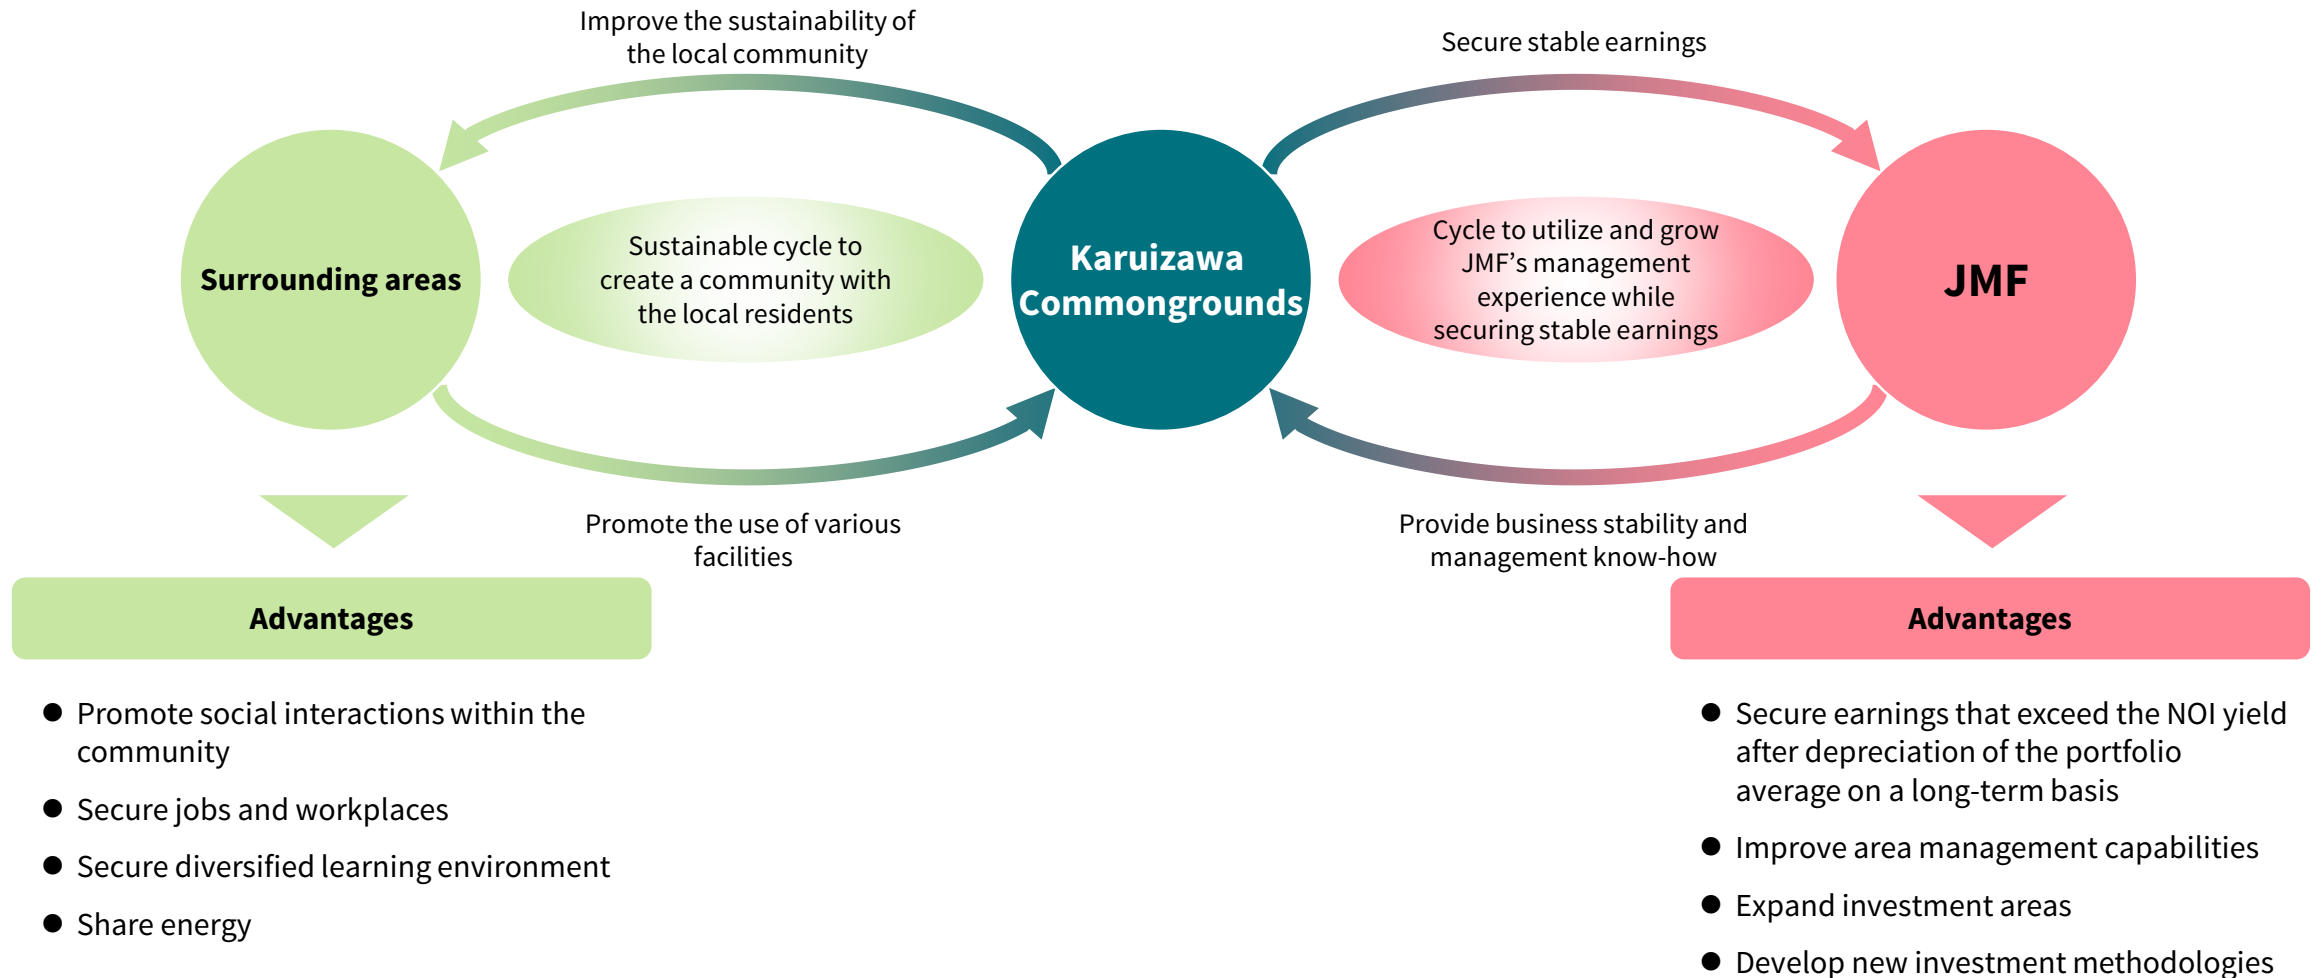 Improve the sustainability of
the local community
Secure stable earnings
Surrounding areas
Sustainable cycle to
create a community with
the local residents
Karuizawa
Commongrounds
Cycle to utilize and grow
JMF’s management
experience while
securing stable earnings
JMF
Promote the use of various
facilities
Provide business stability and
management know-how
Advantages
● Promote social interactions within the
community
● Secure jobs and workplaces
● Secure diversified learning environment
● Share energy
Advantages
● Secure earnings that exceed the NOI yield
after depreciation of the portfolio
average on a long-term basis
● Improve area management capabilities
● Expand investment areas
● Develop new investment methodologies